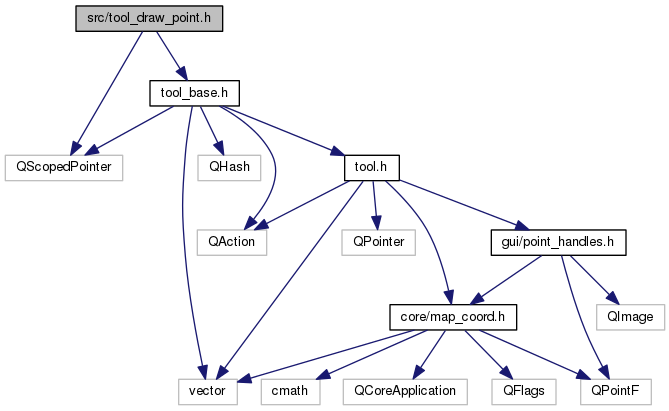 src/tool_draw_point.h
tool_base.h
QScopedPointer
QHash
tool.h
QAction
QPointer
gui/point_handles.h
core/map_coord.h
QImage
vector
cmath
QCoreApplication
QFlags
QPointF